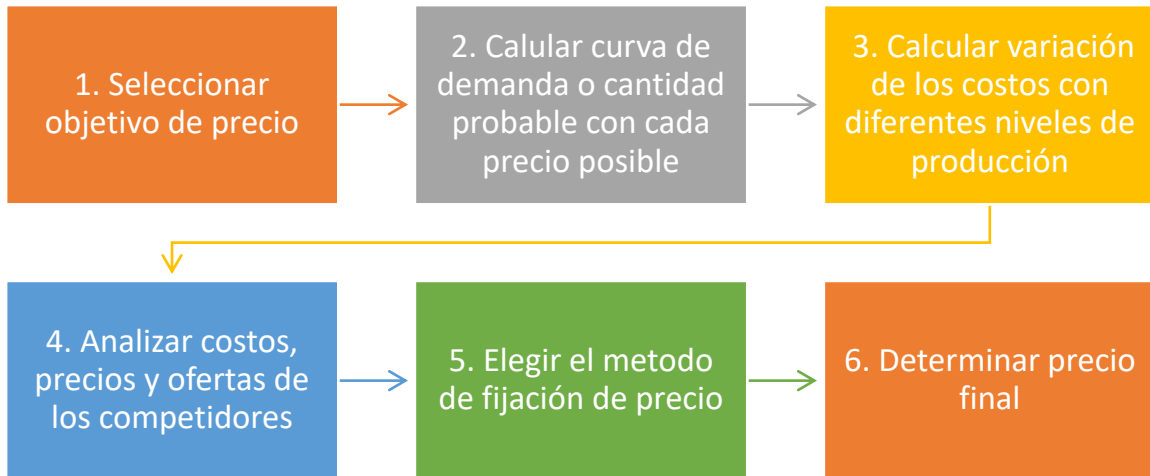 1. Seleccionar
objetivo de precio
2. Calular curva de
demanda o cantidad
probable con cada
precio posible
3. Calcular variación
de los costos con
diferentes niveles de
producción
4. Analizar costos,
precios y ofertas de
los competidores
5. Elegir el metodo
de fijación de precio
6. Determinar precio
final